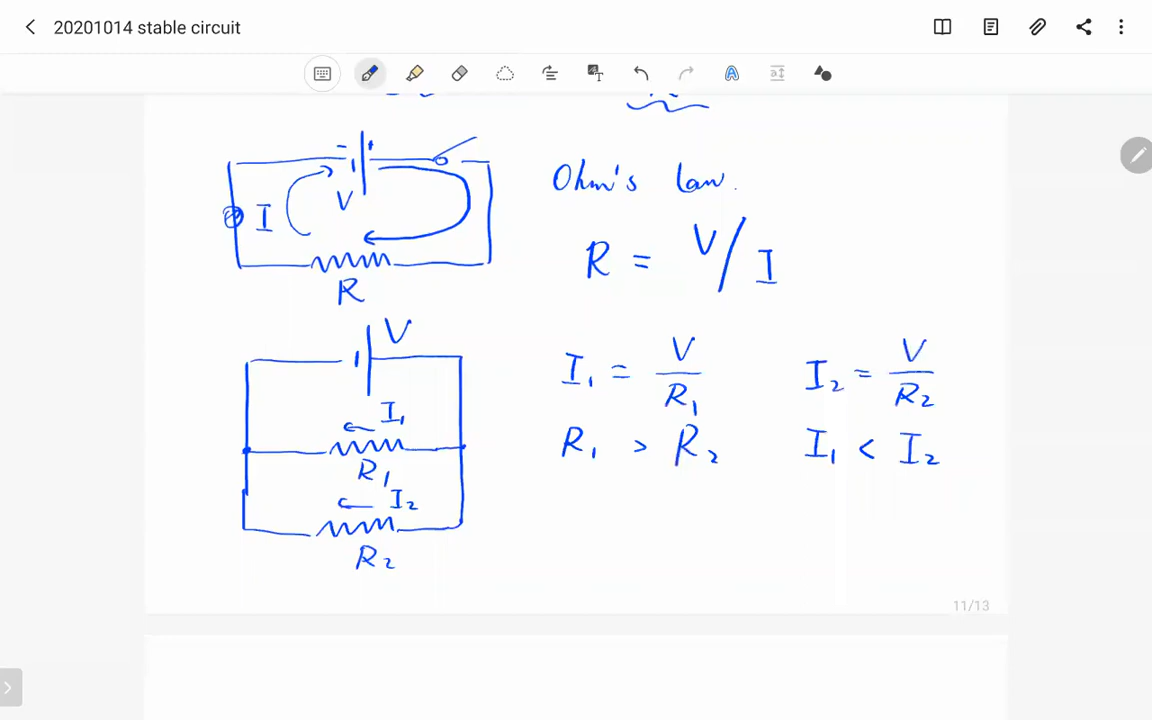 20201014 stable circuit
- +
V
I
R
Ohm's law.
R = V/I
V
I₁
R₁
I₂
R₂
I₁ = V/R₁ I₂ = V/R₂
R₁ > R₂ I₁ < I₂
11/13